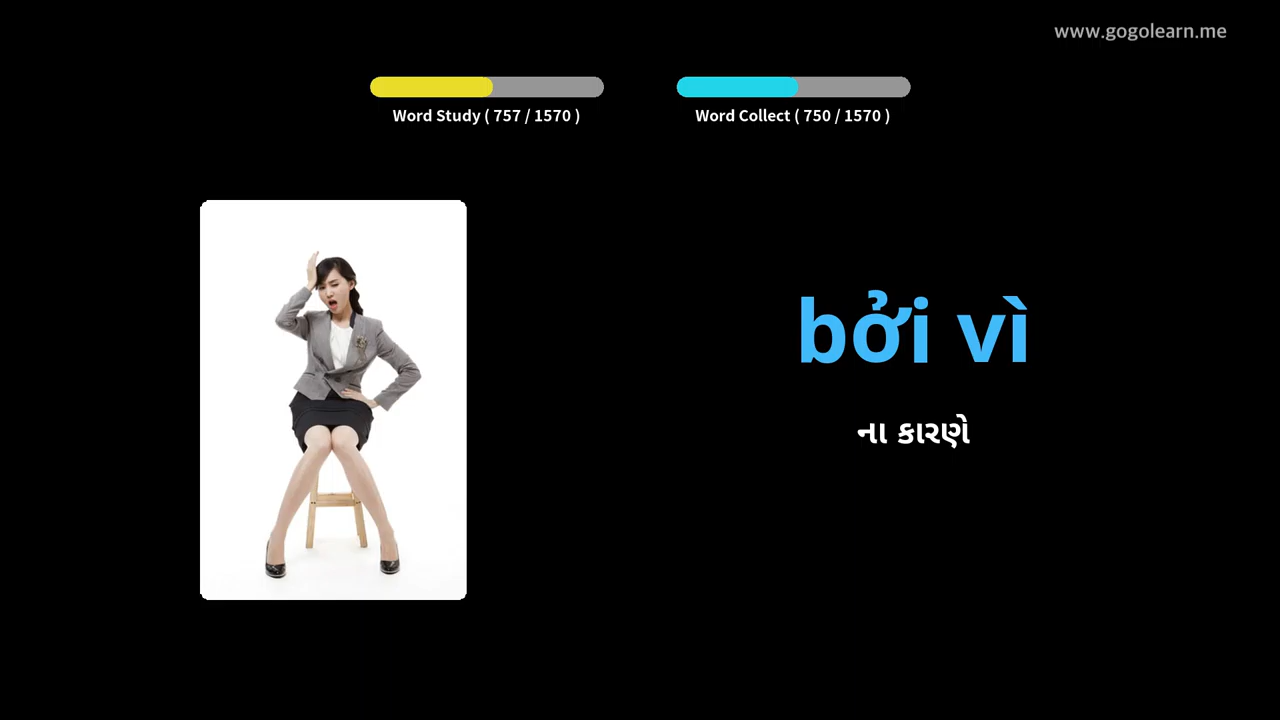 www.gogolearn.me
Word Study ( 757 / 1570 )
Word Collect ( 750 / 1570 )
bởi vì
ના કારણે